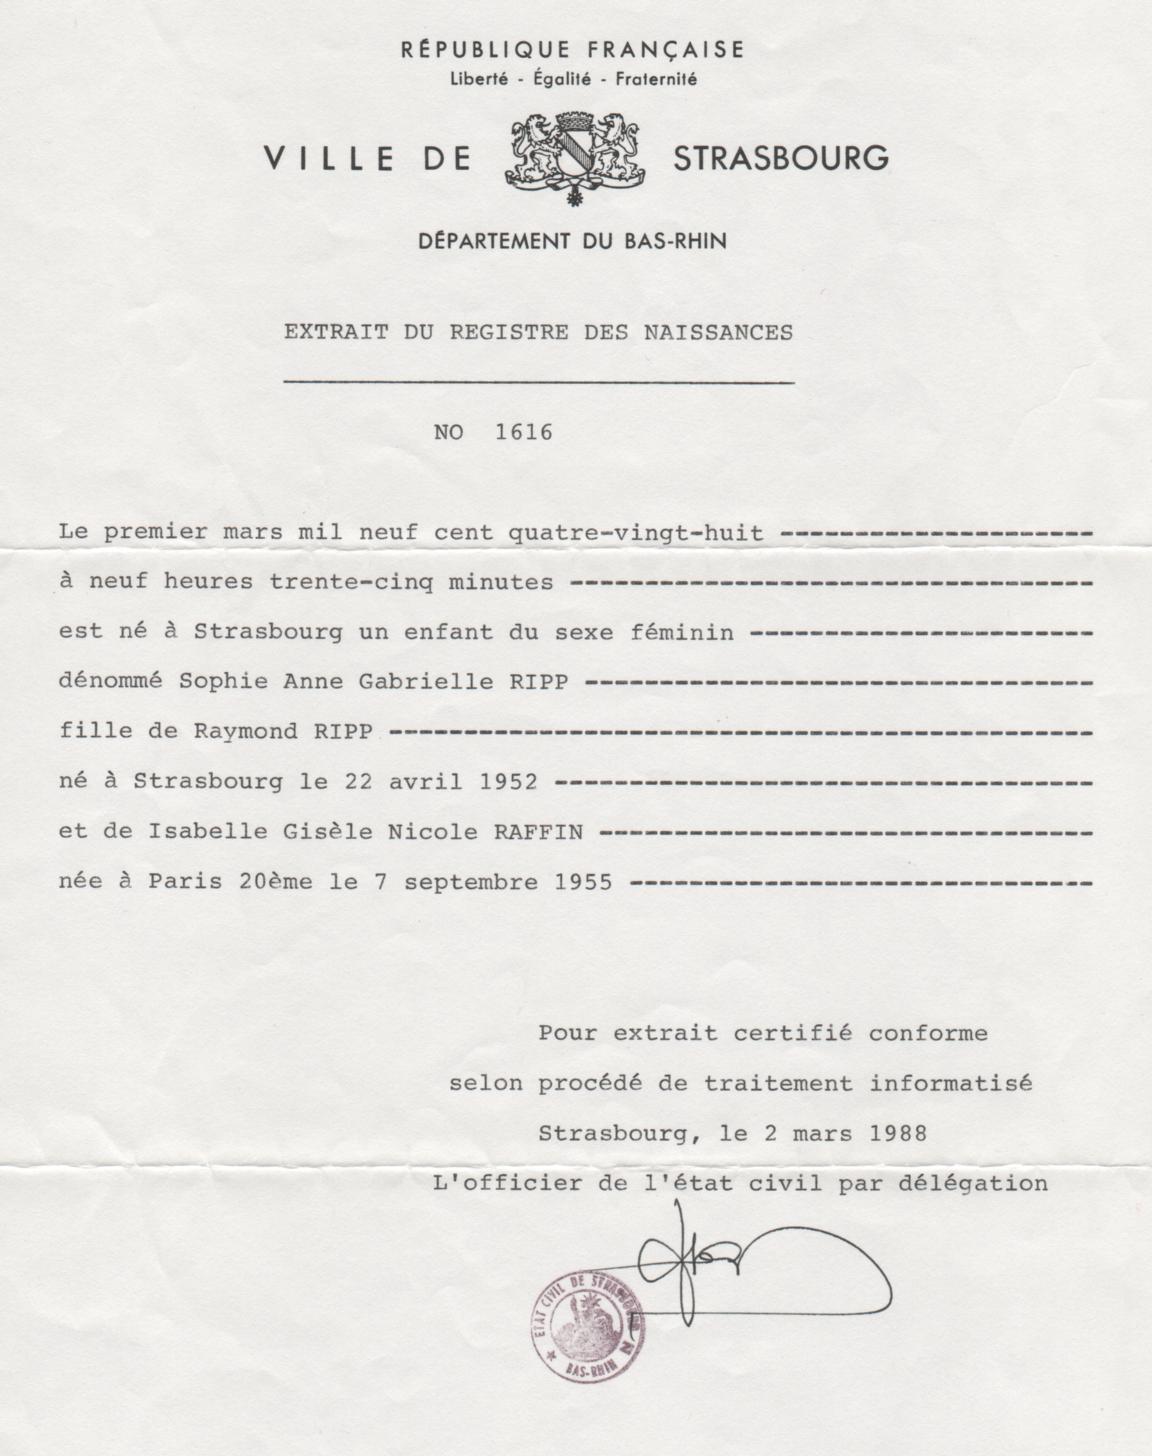 RÉPUBLIQUE FRANÇAISE
Liberté - Égalité - Fraternité
VILLE DE STRASBOURG
DÉPARTEMENT DU BAS-RHIN
EXTRAIT DU REGISTRE DES NAISSANCES
NO 1616
Le premier mars mil neuf cent quatre-vingt-huit ---------------------
à neuf heures trente-cinq minutes -----------------------------------
est né à Strasbourg un enfant du sexe féminin -----------------------
dénommé Sophie Anne Gabrielle RIPP ----------------------------------
fille de Raymond RIPP -----------------------------------------------
né à Strasbourg le 22 avril 1952 ------------------------------------
et de Isabelle Gisèle Nicole RAFFIN ---------------------------------
née à Paris 20ème le 7 septembre 1955 -------------------------------
Pour extrait certifié conforme
selon procédé de traitement informatisé
Strasbourg, le 2 mars 1988
L'officier de l'état civil par délégation
ETAT CIVIL DE STRASBOURG
N
BAS-RHIN